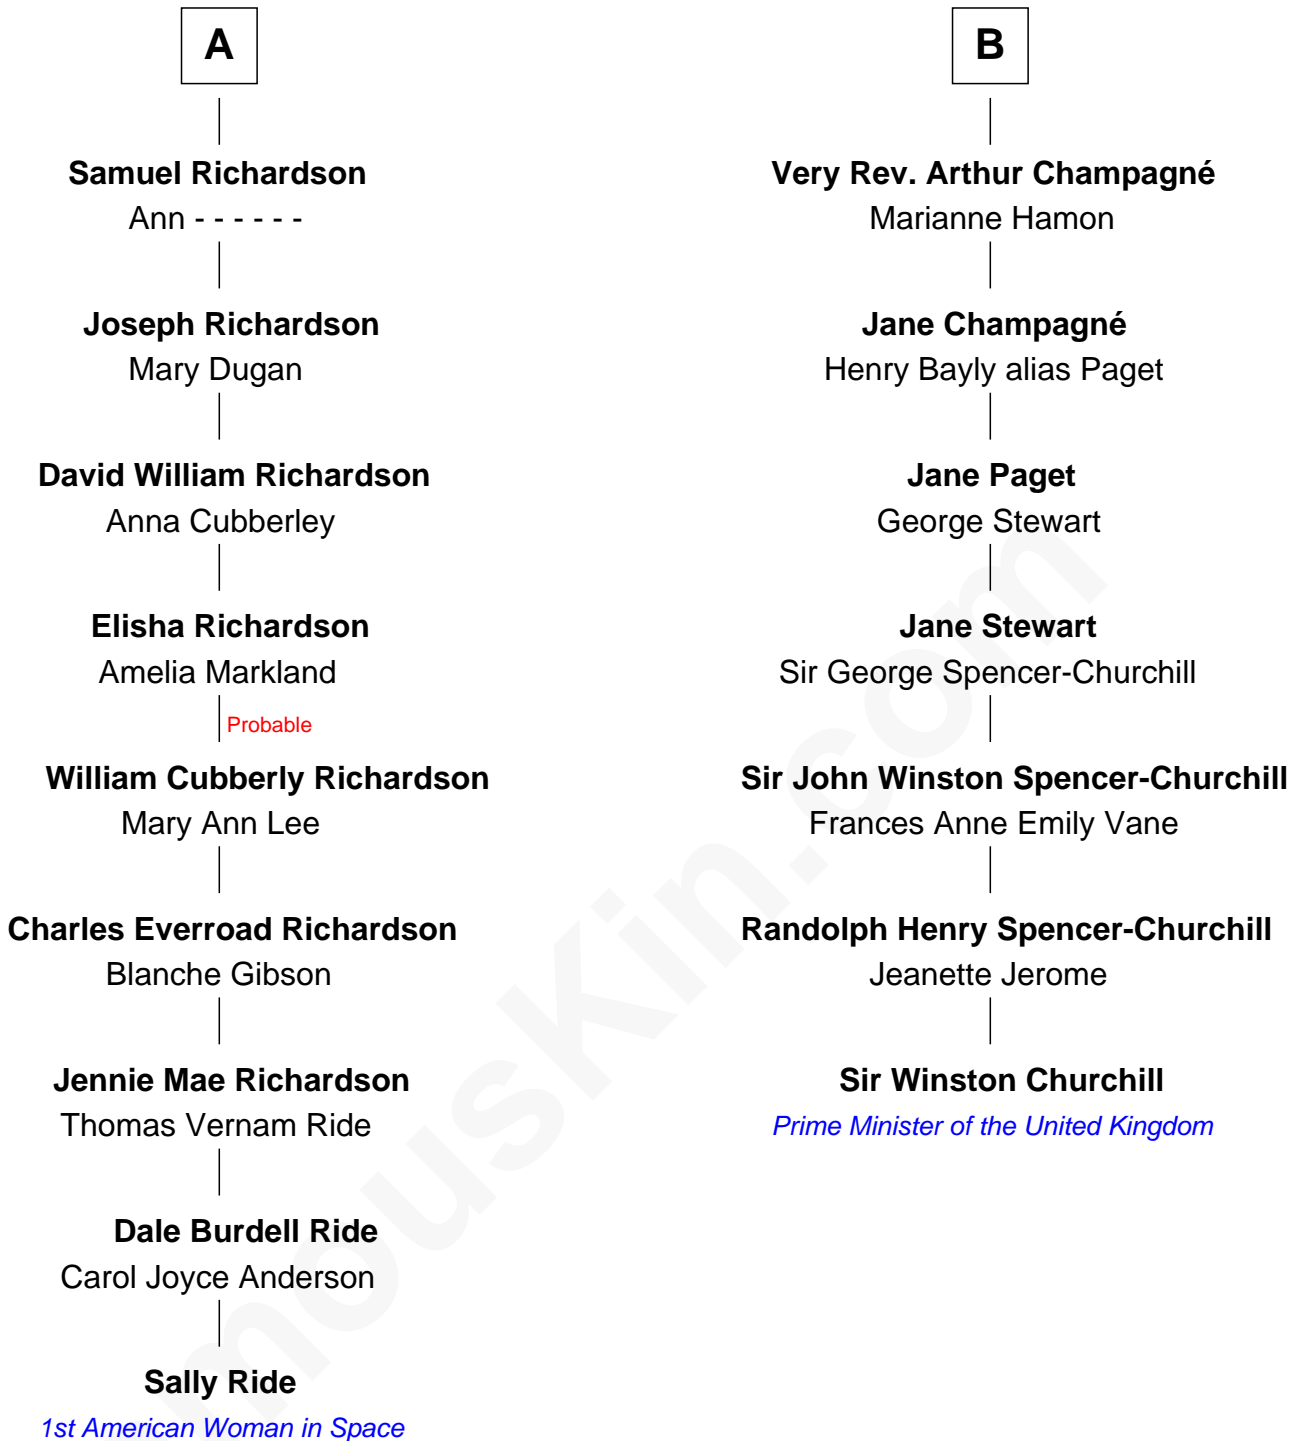 A
Samuel Richardson
Ann - - - - - -
Joseph Richardson
Mary Dugan
David William Richardson
Anna Cubberley
Elisha Richardson
Amelia Markland
Probable
William Cubberly Richardson
Mary Ann Lee
Charles Everroad Richardson
Blanche Gibson
Jennie Mae Richardson
Thomas Vernam Ride
Dale Burdell Ride
Carol Joyce Anderson
Sally Ride
1st American Woman in Space
B
Very Rev. Arthur Champagné
Marianne Hamon
Jane Champagné
Henry Bayly alias Paget
Jane Paget
George Stewart
Jane Stewart
Sir George Spencer-Churchill
Sir John Winston Spencer-Churchill
Frances Anne Emily Vane
Randolph Henry Spencer-Churchill
Jeanette Jerome
Sir Winston Churchill
Prime Minister of the United Kingdom
mousKin.com